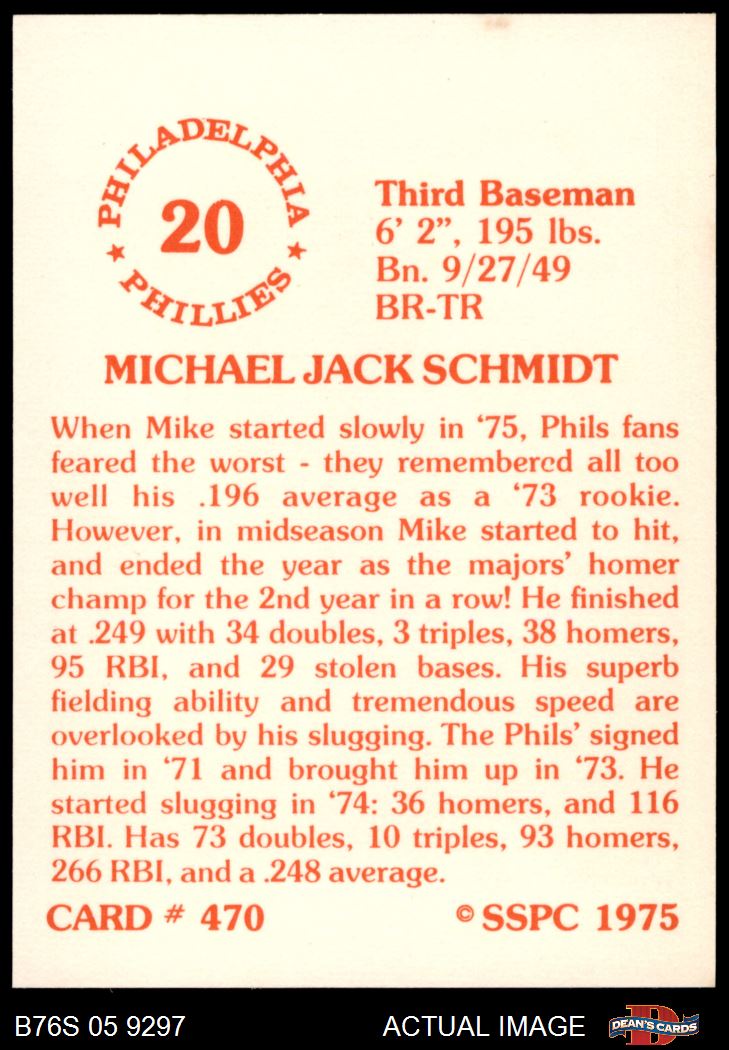 PHILADELPHIA
20
★ PHILLIES ★
Third Baseman
6’ 2”, 195 lbs.
Bn. 9/27/49
BR-TR
MICHAEL JACK SCHMIDT
When Mike started slowly in ‘75, Phils fans
feared the worst - they remembered all too
well his .196 average as a ‘73 rookie.
However, in midseason Mike started to hit,
and ended the year as the majors’ homer
champ for the 2nd year in a row! He finished
at .249 with 34 doubles, 3 triples, 38 homers,
95 RBI, and 29 stolen bases. His superb
fielding ability and tremendous speed are
overlooked by his slugging. The Phils’ signed
him in ‘71 and brought him up in ‘73. He
started slugging in ‘74: 36 homers, and 116
RBI. Has 73 doubles, 10 triples, 93 homers,
266 RBI, and a .248 average.
CARD # 470 © SSPC 1975
B76S 05 9297 ACTUAL IMAGE D DEAN'S CARDS